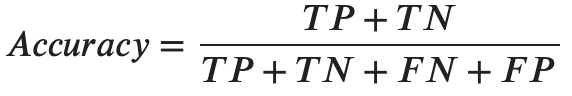 Accuracy = (TP + TN) / (TP + TN + FN + FP)